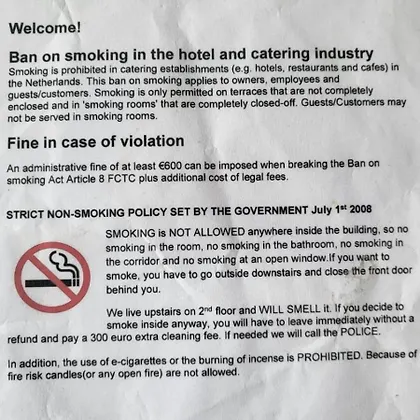 Welcome!
Ban on smoking in the hotel and catering industry
Smoking is prohibited in catering establishments (e.g. hotels, restaurants and cafes) in
the Netherlands. This ban only applies to owners, employees and
guests/customers. Smoking is only permitted on terraces that are not completely
enclosed and in 'smoking rooms' that are completely closed-off. Guests/Customers may
not be served in smoking rooms.
Fine in case of violation
An administrative fine of at least €600 can be imposed when breaking the Ban on
smoking Act Article 8 FCTC plus additional cost of legal fees.
STRICT NON-SMOKING POLICY SET BY THE GOVERNMENT July 1st 2008
SMOKING is NOT ALLOWED anywhere inside the building, so no
smoking in the room, no smoking in the bathroom, no smoking in
the corridor and no smoking at an open window.If you want to
smoke, you have to go outside downstairs and close the front door
behind you.
We live upstairs on 2nd floor and WILL SMELL it. If you decide to
smoke inside anyway, you will have to leave immediately without a
refund and pay a 300 euro extra cleaning fee. If needed we will call the POLICE.
In addition, the use of e-cigarettes or the burning of incense is PROHIBITED. Because of
fire risk candles(or any open fire) are not allowed.